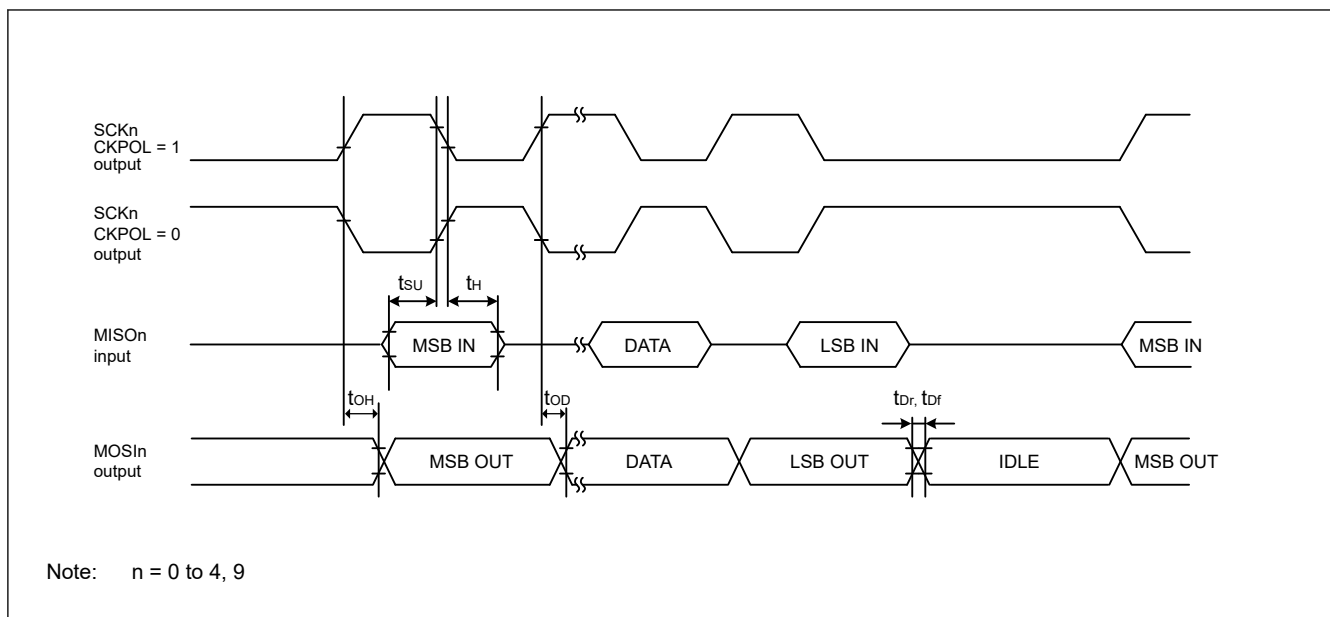 SCKn
CKPOL = 1
output
SCKn
CKPOL = 0
output
tSU
tH
MISOn
input
MSB IN
DATA
LSB IN
MSB IN
tOH
tOD
tDr, tDf
MOSIn
output
MSB OUT
DATA
LSB OUT
IDLE
MSB OUT
Note: n = 0 to 4, 9